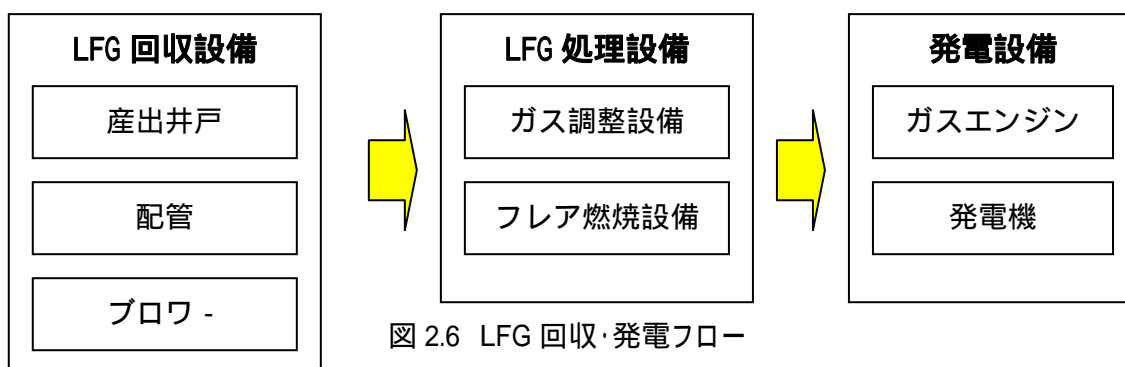 LFG 回収設備
産出井戸
配管
ブロワ -
LFG 処理設備
ガス調整設備
フレア燃焼設備
発電設備
ガスエンジン
発電機
図 2.6 LFG 回収・発電フロー